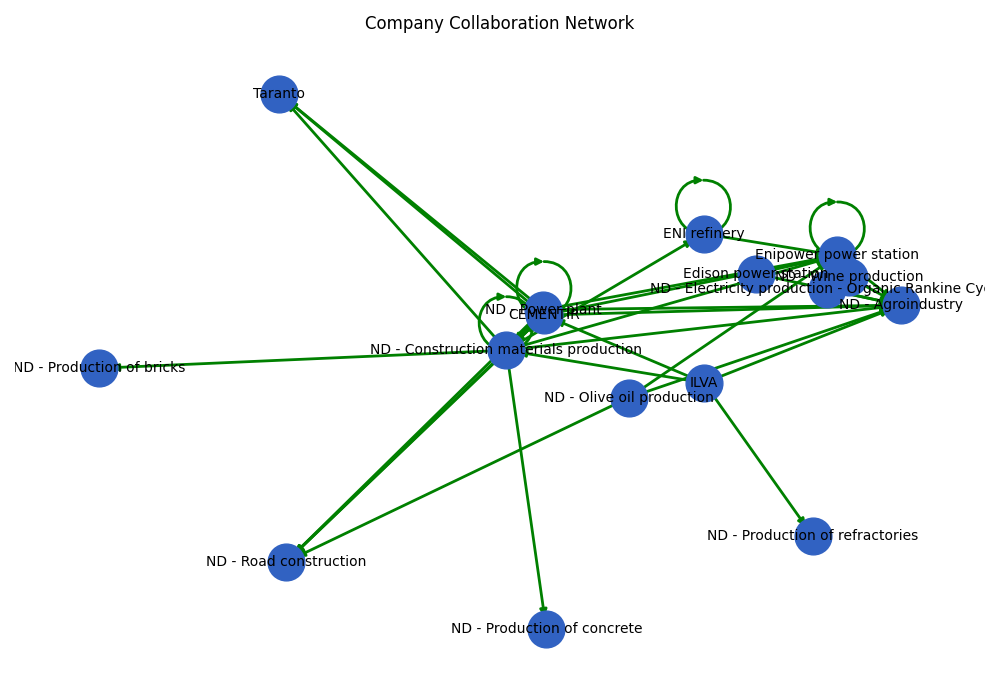 Company Collaboration Network
Taranto
ENI refinery
Enipower power station
Edison power station
ND - Wine production
ND - Electricity production - Organic Rankine Cyc
ND - Agroindustry
ND - Power plant
CEMENTIR
ND - Construction materials production
ND - Production of bricks
ILVA
ND - Olive oil production
ND - Production of refractories
ND - Road construction
ND - Production of concrete